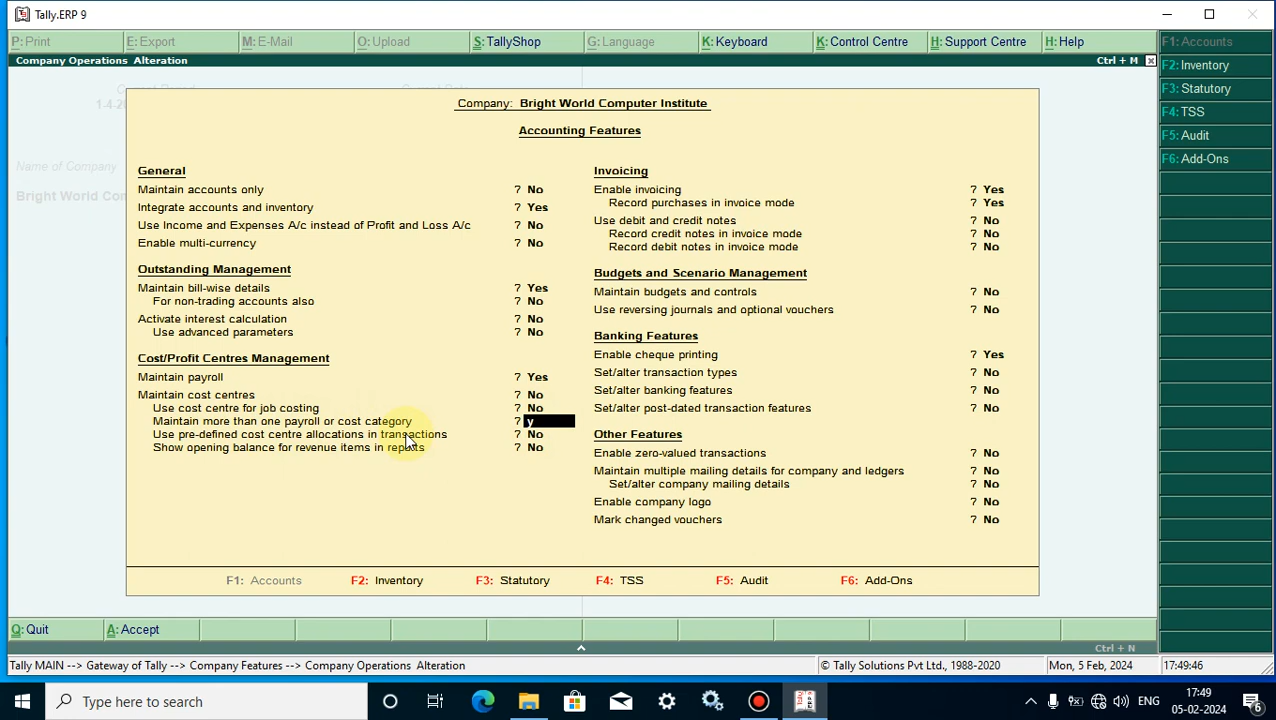 Tally.ERP 9
P: Print E: Export M: E-Mail O: Upload S: TallyShop G: Language K: Keyboard K: Control Centre H: Support Centre H: Help
Company Operations Alteration Ctrl + M
Company: Bright World Computer Institute
Accounting Features
General
Maintain accounts only ? No
Integrate accounts and inventory ? Yes
Use Income and Expenses A/c instead of Profit and Loss A/c ? No
Enable multi-currency ? No
Outstanding Management
Maintain bill-wise details ? Yes
For non-trading accounts also ? No
Activate interest calculation ? No
Use advanced parameters ? No
Cost/Profit Centres Management
Maintain payroll ? Yes
Maintain cost centres ? No
Use cost centre for job costing ? No
Maintain more than one payroll or cost category ? y
Use pre-defined cost centre allocations in transactions ? No
Show opening balance for revenue items in reports ? No
Invoicing
Enable invoicing ? Yes
Record purchases in invoice mode ? Yes
Use debit and credit notes ? No
Record credit notes in invoice mode ? No
Record debit notes in invoice mode ? No
Budgets and Scenario Management
Maintain budgets and controls ? No
Use reversing journals and optional vouchers ? No
Banking Features
Enable cheque printing ? Yes
Set/alter transaction types ? No
Set/alter banking features ? No
Set/alter post-dated transaction features ? No
Other Features
Enable zero-valued transactions ? No
Maintain multiple mailing details for company and ledgers ? No
Set/alter company mailing details ? No
Enable company logo ? No
Mark changed vouchers ? No
F1: Accounts F2: Inventory F3: Statutory F4: TSS F5: Audit F6: Add-Ons
Name of Company
Bright World Com
1-4-2
F1: Accounts
F2: Inventory
F3: Statutory
F4: TSS
F5: Audit
F6: Add-Ons
Q: Quit A: Accept
Ctrl + N
Tally MAIN --> Gateway of Tally --> Company Features --> Company Operations Alteration © Tally Solutions Pvt Ltd., 1988-2020 Mon, 5 Feb, 2024 17:49:46
Type here to search ENG 17:49
05-02-2024 6